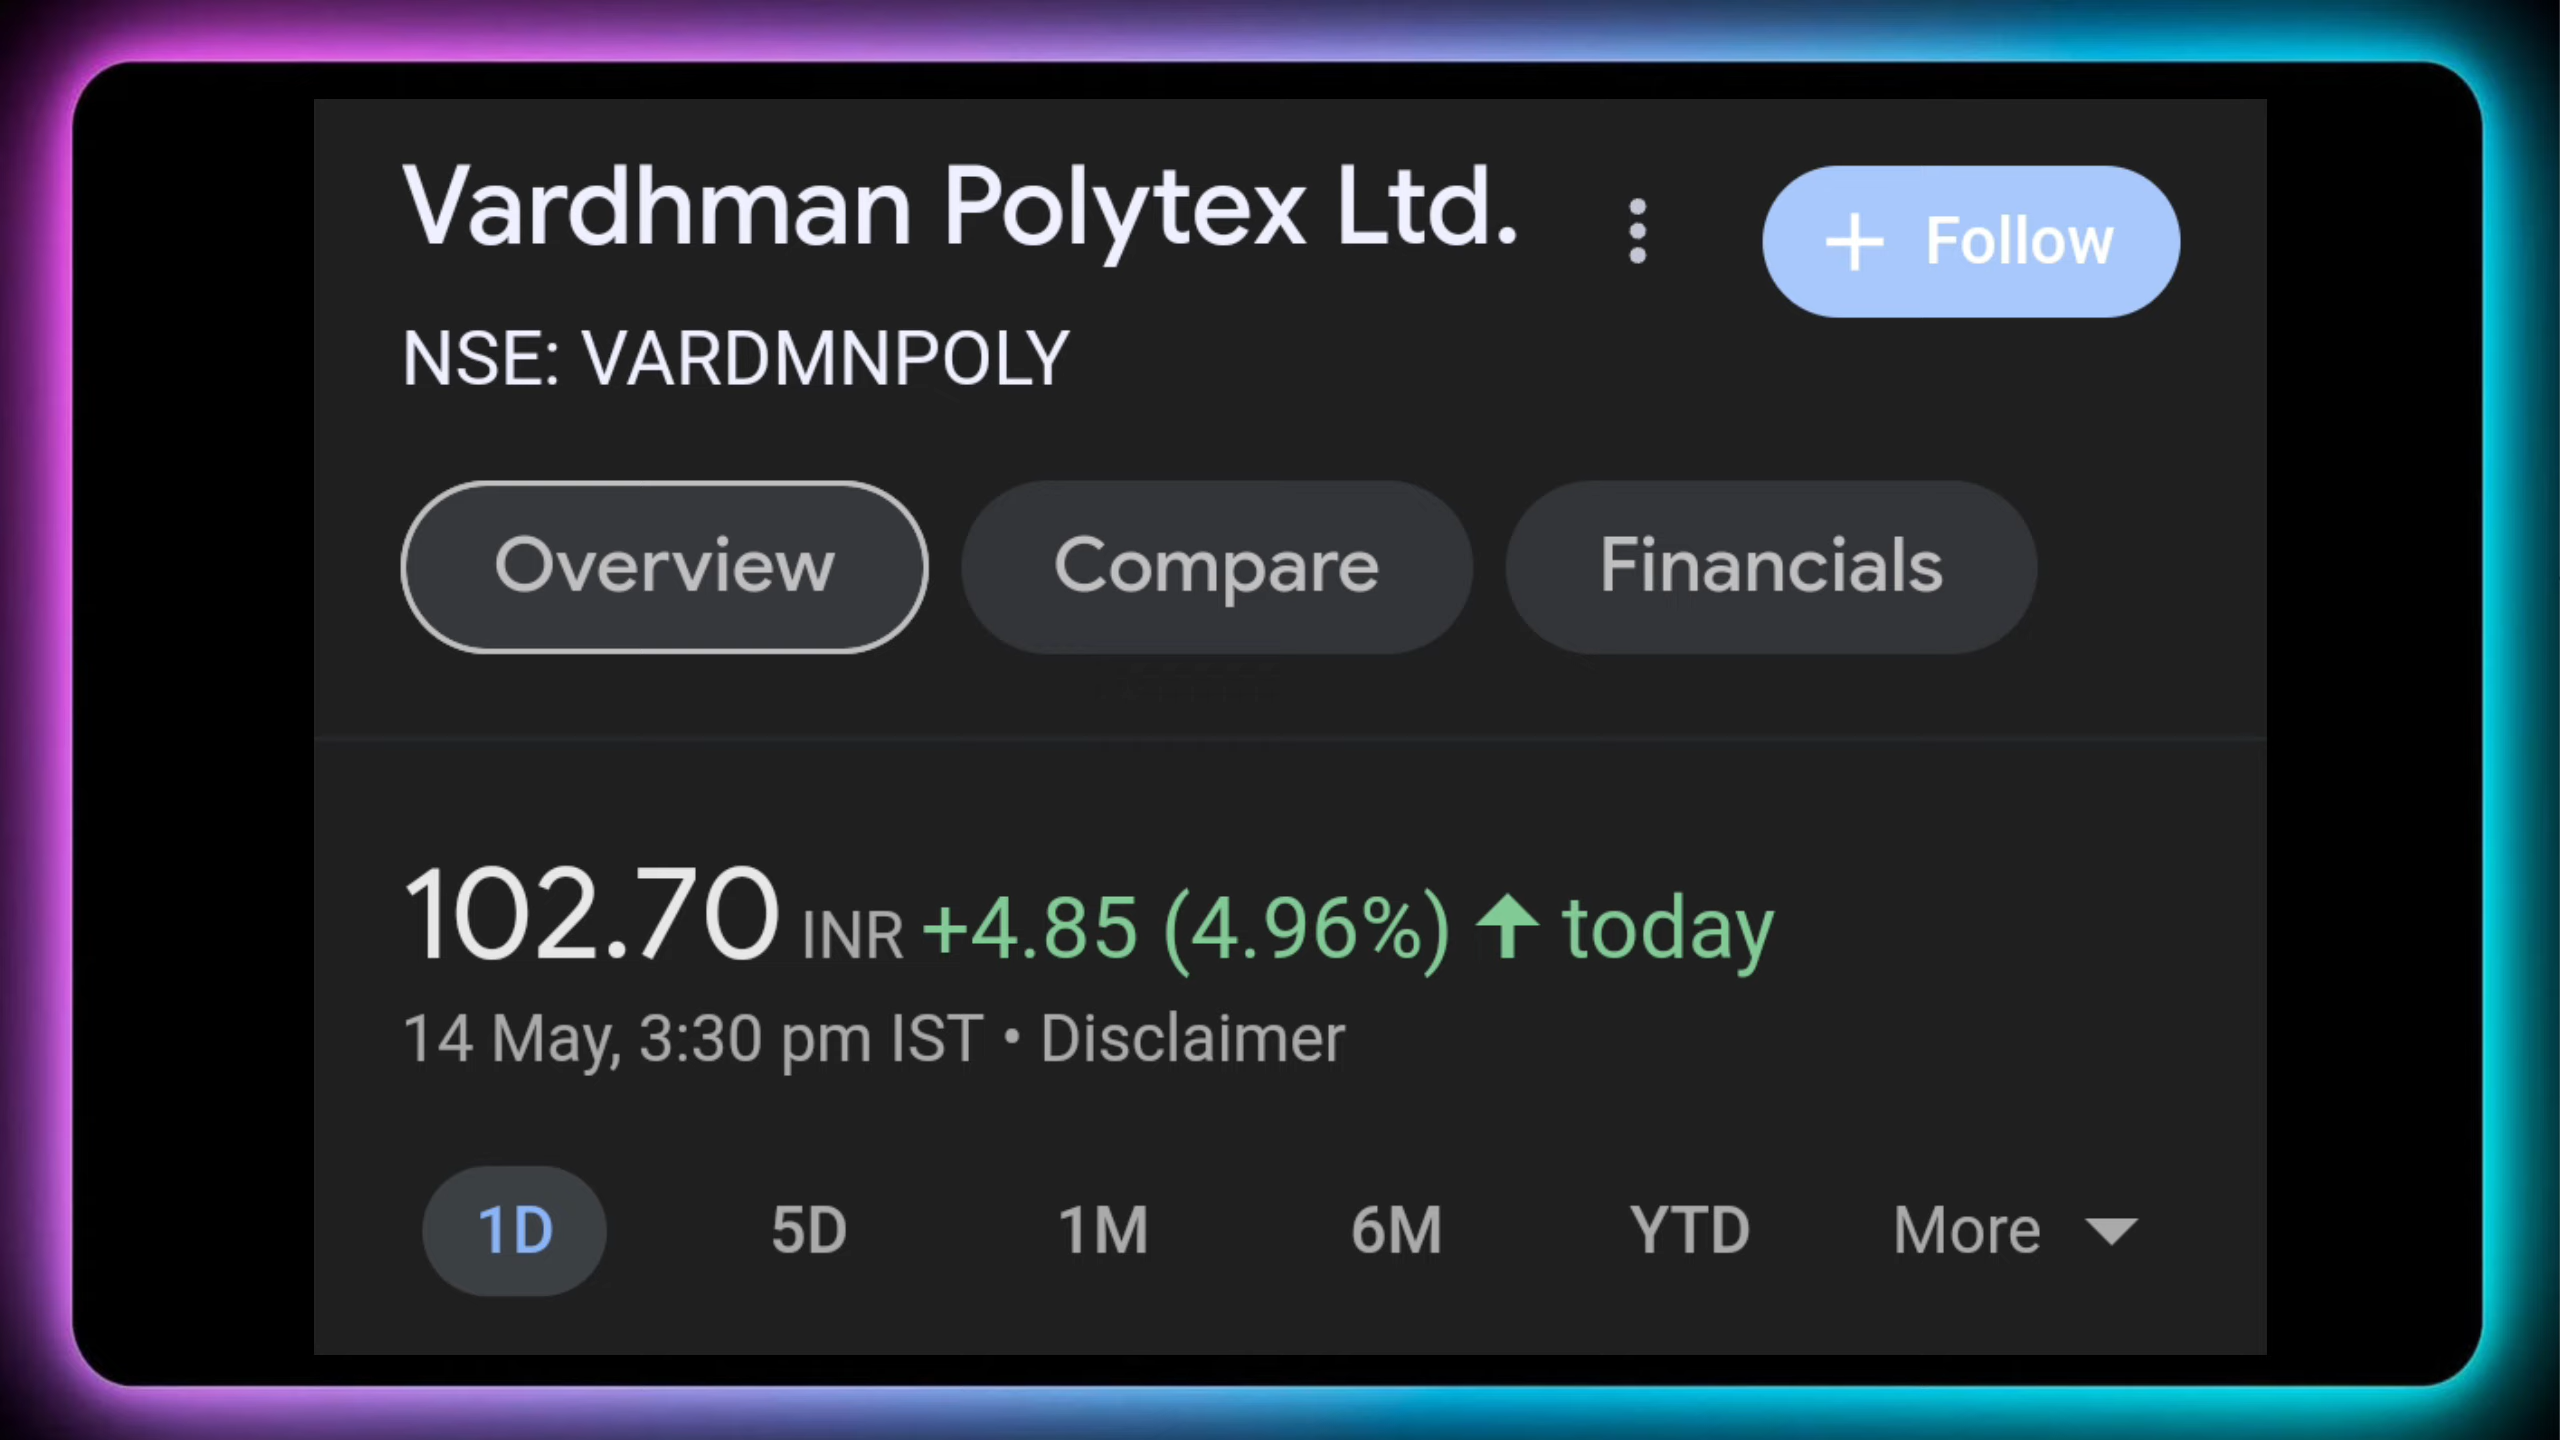 Vardhman Polytex Ltd.
+ Follow
NSE: VARDMNPOLY
Overview
Compare
Financials
102.70 INR +4.85 (4.96%) ↑ today
14 May, 3:30 pm IST • Disclaimer
1D
5D
1M
6M
YTD
More